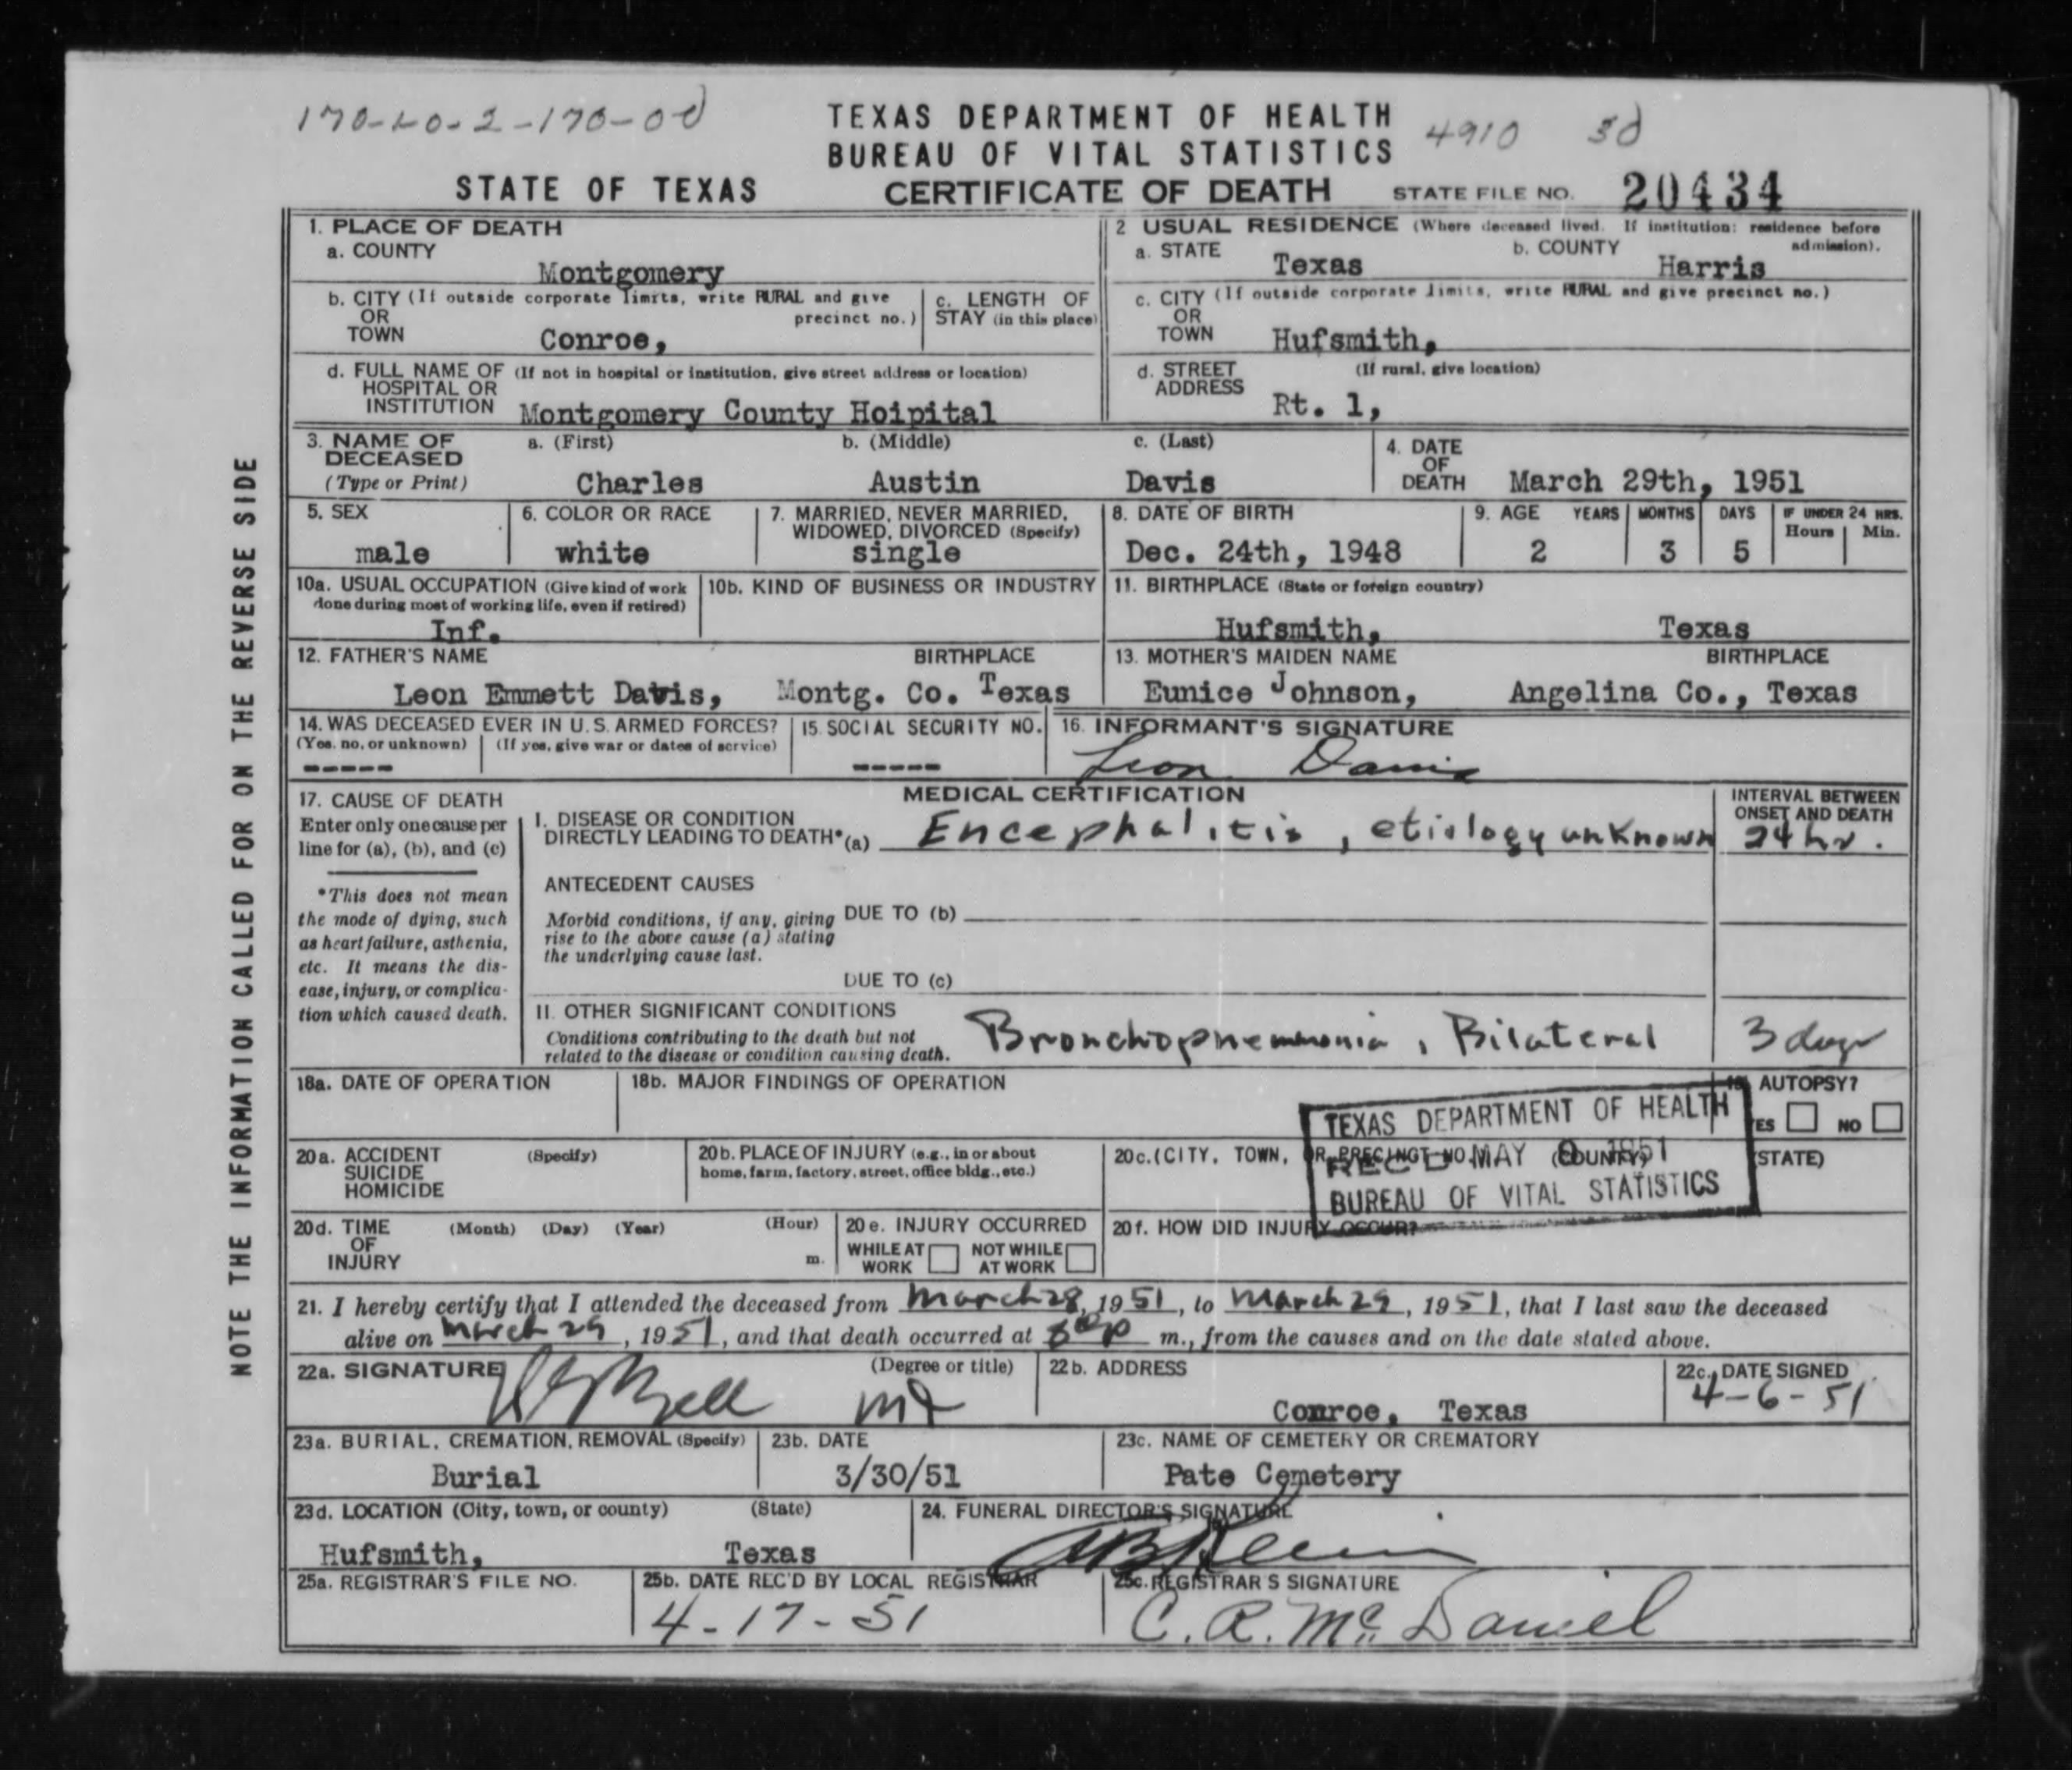 170-20-2-170-00
TEXAS DEPARTMENT OF HEALTH
BUREAU OF VITAL STATISTICS
4910 30
STATE OF TEXAS CERTIFICATE OF DEATH STATE FILE NO. 20434
NOTE THE INFORMATION CALLED FOR ON THE REVERSE SIDE
1. PLACE OF DEATH
a. COUNTY
Montgomery
2 USUAL RESIDENCE (Where deceased lived. If institution: residence before admission).
a. STATE Texas b. COUNTY Harris
b. CITY (If outside corporate limits, write RURAL and give
OR precinct no.)
TOWN Conroe,
c. LENGTH OF
STAY (in this place)
c. CITY (If outside corporate limits, write RURAL and give precinct no.)
OR
TOWN Hufsmith,
d. FULL NAME OF (If not in hospital or institution, give street address or location)
HOSPITAL OR
INSTITUTION Montgomery County Hoipital
d. STREET (If rural, give location)
ADDRESS
Rt. 1,
3. NAME OF a. (First) b. (Middle) c. (Last)
DECEASED
(Type or Print) Charles Austin Davis
4. DATE
OF
DEATH March 29th, 1951
5. SEX
male
6. COLOR OR RACE
white
7. MARRIED, NEVER MARRIED,
WIDOWED, DIVORCED (Specify)
single
8. DATE OF BIRTH
Dec. 24th, 1948
9. AGE YEARS MONTHS DAYS IF UNDER 24 HRS.
Hours Min.
2 3 5
10a. USUAL OCCUPATION (Give kind of work
done during most of working life, even if retired)
Inf.
10b. KIND OF BUSINESS OR INDUSTRY
11. BIRTHPLACE (State or foreign country)
Hufsmith, Texas
12. FATHER'S NAME BIRTHPLACE
Leon Emmett Davis, Montg. Co. Texas
13. MOTHER'S MAIDEN NAME BIRTHPLACE
Eunice Johnson, Angelina Co., Texas
14. WAS DECEASED EVER IN U.S. ARMED FORCES?
(Yes, no, or unknown) (If yes, give war or dates of service)
-----
15. SOCIAL SECURITY NO.
-----
16. INFORMANT'S SIGNATURE
Leon Davis
17. CAUSE OF DEATH
Enter only one cause per
line for (a), (b), and (c)
*This does not mean
the mode of dying, such
as heart failure, asthenia,
etc. It means the dis-
ease, injury, or complica-
tion which caused death.
MEDICAL CERTIFICATION
INTERVAL BETWEEN
ONSET AND DEATH
I. DISEASE OR CONDITION
DIRECTLY LEADING TO DEATH*(a) Encephalitis, etiology unknown 24 hr.
ANTECEDENT CAUSES
Morbid conditions, if any, giving DUE TO (b)
rise to the above cause (a) stating
the underlying cause last.
DUE TO (c)
II. OTHER SIGNIFICANT CONDITIONS
Conditions contributing to the death but not
related to the disease or condition causing death.
Bronchopneumonia, Bilateral 3 days
18a. DATE OF OPERATION
18b. MAJOR FINDINGS OF OPERATION
AUTOPSY?
YES NO
TEXAS DEPARTMENT OF HEALTH
REC'D MAY 1951
BUREAU OF VITAL STATISTICS
20a. ACCIDENT (Specify)
SUICIDE
HOMICIDE
20b. PLACE OF INJURY (e.g., in or about
home, farm, factory, street, office bldg., etc.)
20c. (CITY, TOWN, OR PRECINCT NO.) (COUNTY) (STATE)
20d. TIME (Month) (Day) (Year) (Hour)
OF
INJURY m.
20e. INJURY OCCURRED
WHILE AT NOT WHILE
WORK AT WORK
20f. HOW DID INJURY OCCUR?
21. I hereby certify that I attended the deceased from March 28, 1951, to March 29, 1951, that I last saw the deceased
alive on March 29, 1951, and that death occurred at m., from the causes and on the date stated above.
22a. SIGNATURE (Degree or title)
MD
22b. ADDRESS
Conroe, Texas
22c. DATE SIGNED
4-6-51
23a. BURIAL, CREMATION, REMOVAL (Specify)
Burial
23b. DATE
3/30/51
23c. NAME OF CEMETERY OR CREMATORY
Pate Cemetery
23d. LOCATION (City, town, or county) (State)
Hufsmith, Texas
24. FUNERAL DIRECTOR'S SIGNATURE
25a. REGISTRAR'S FILE NO.
25b. DATE REC'D BY LOCAL REGISTRAR
4-17-51
25c. REGISTRAR'S SIGNATURE
C. R. McDaniel